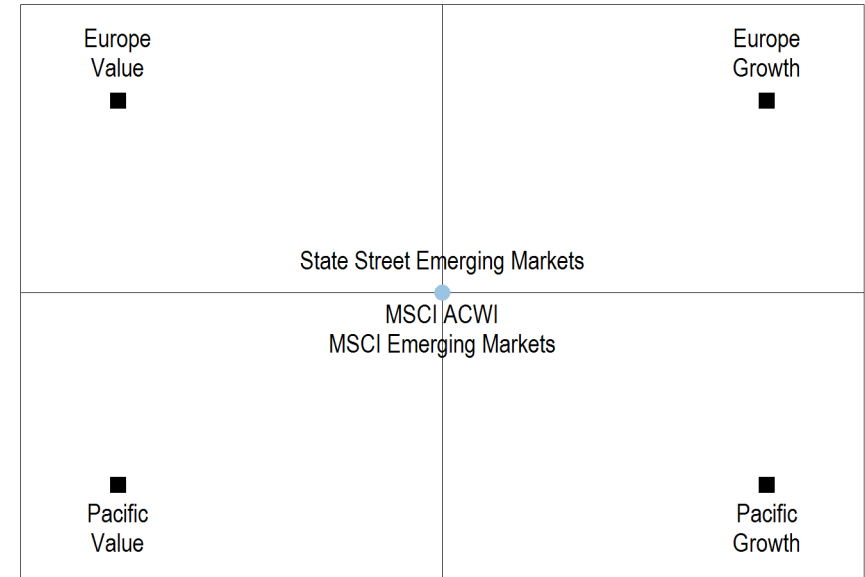 Europe
Value
Europe
Growth
State Street Emerging Markets
MSCI ACWI
MSCI Emerging Markets
Pacific
Value
Pacific
Growth